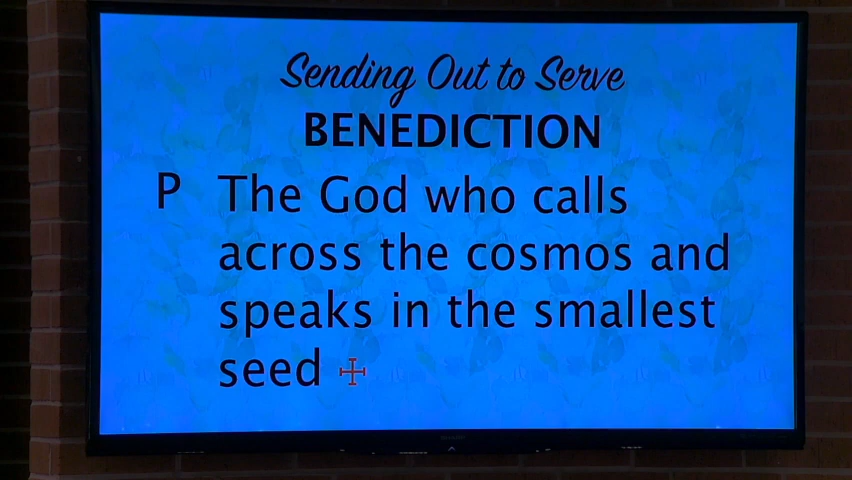 Sending Out to Serve
BENEDICTION
P The God who calls
across the cosmos and
speaks in the smallest
seed ☩